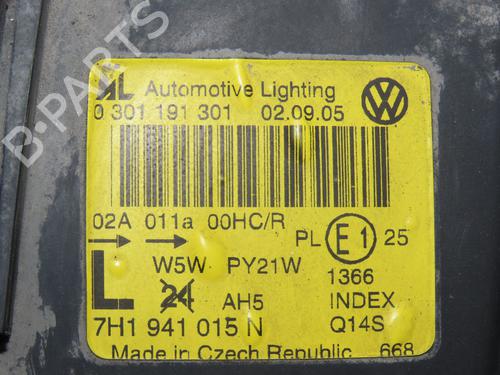 B-PARTS
AL Automotive Lighting
0 301 191 301 02.09.05
02A 011a 00HC/R
PL E1 25
W5W PY21W 1366
L 24 AH5 INDEX
7H1 941 015 N Q14S
Made in Czech Republic 668
B-PARTS